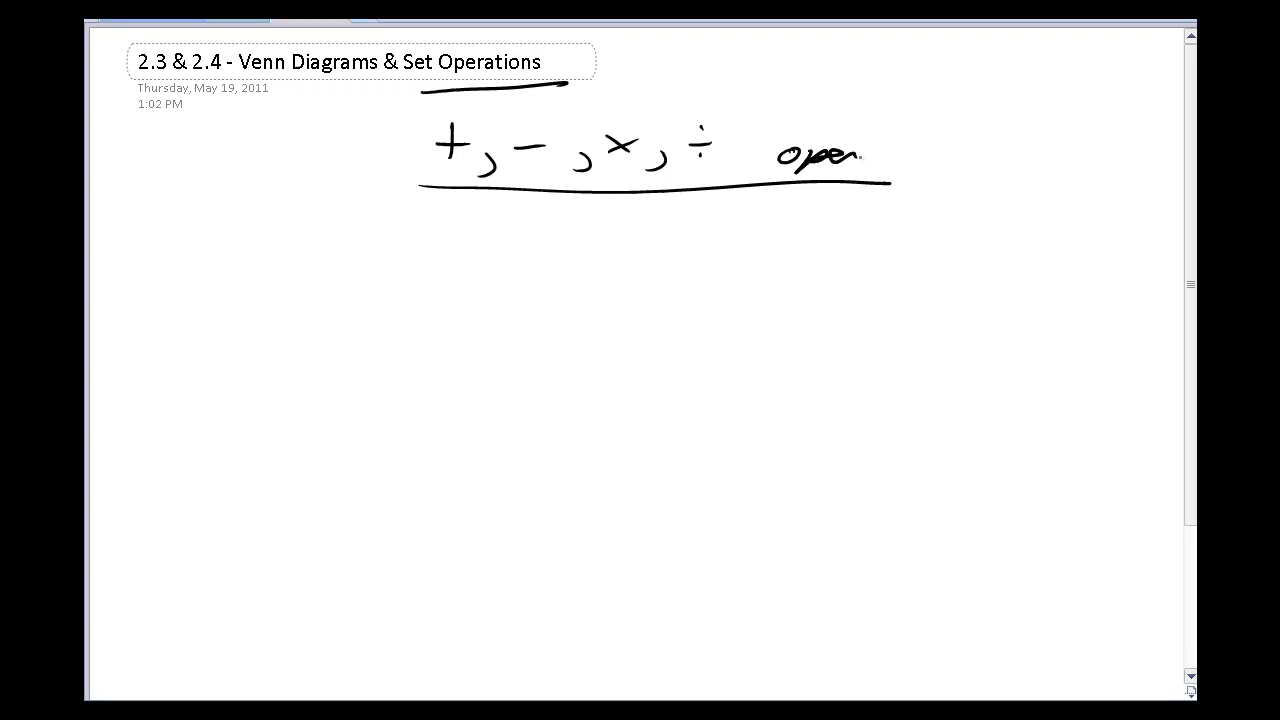 2.3 & 2.4 - Venn Diagrams & Set Operations
Thursday, May 19, 2011
1:02 PM
+, -, ×, ÷ oper